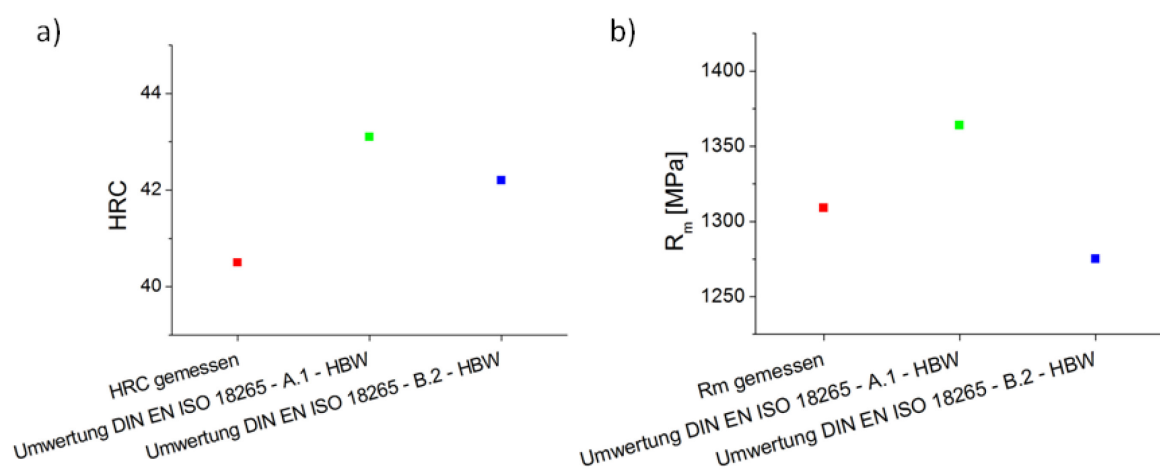 a)
HRC
44
42
40
HRC gemessen
Umwertung DIN EN ISO 18265 - A.1 - HBW
Umwertung DIN EN ISO 18265 - B.2 - HBW
b)
Rm [MPa]
1400
1350
1300
1250
Rm gemessen
Umwertung DIN EN ISO 18265 - A.1 - HBW
Umwertung DIN EN ISO 18265 - B.2 - HBW